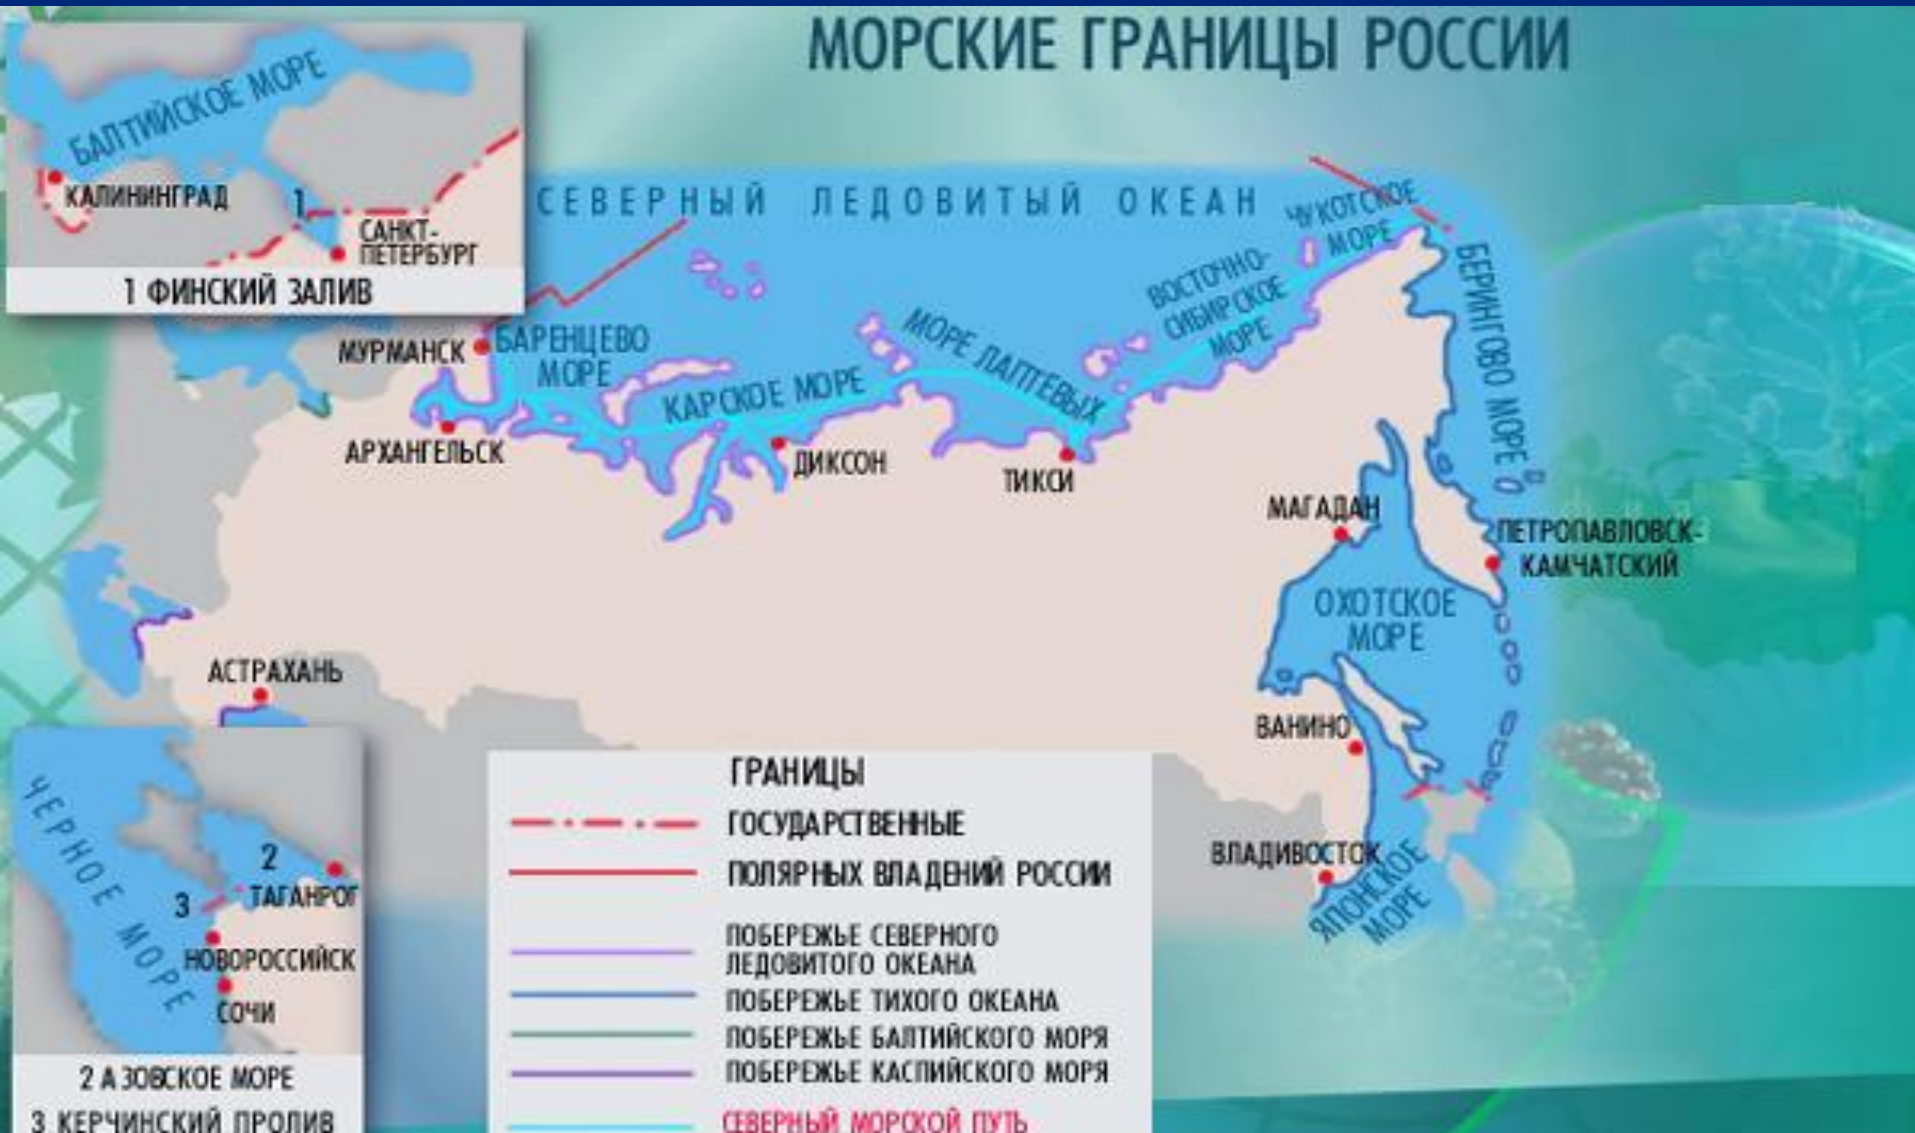 МОРСКИЕ ГРАНИЦЫ РОССИИ
БАЛТИЙСКОЕ МОРЕ
КАЛИНИНГРАД
1
САНКТ-
ПЕТЕРБУРГ
1 ФИНСКИЙ ЗАЛИВ
СЕВЕРНЫЙ ЛЕДОВИТЫЙ ОКЕАН
ЧУКОТСКОЕ
МОРЕ
ВОСТОЧНО-
СИБИРСКОЕ
МОРЕ
БЕРИНГОВО МОРЕ
МУРМАНСК
БАРЕНЦЕВО
МОРЕ
КАРСКОЕ МОРЕ
МОРЕ ЛАПТЕВЫХ
АРХАНГЕЛЬСК
ДИКСОН
ТИКСИ
МАГАДАН
ПЕТРОПАВЛОВСК-
КАМЧАТСКИЙ
ОХОТСКОЕ
МОРЕ
АСТРАХАНЬ
ВАНИНО
ВЛАДИВОСТОК
ЯПОНСКОЕ
МОРЕ
ЧЕРНОЕ МОРЕ
2
ТАГАНРОГ
3
НОВОРОССИЙСК
СОЧИ
2 АЗОВСКОЕ МОРЕ
3 КЕРЧИНСКИЙ ПРОЛИВ
ГРАНИЦЫ
ГОСУДАРСТВЕННЫЕ
ПОЛЯРНЫХ ВЛАДЕНИЙ РОССИИ
ПОБЕРЕЖЬЕ СЕВЕРНОГО
ЛЕДОВИТОГО ОКЕАНА
ПОБЕРЕЖЬЕ ТИХОГО ОКЕАНА
ПОБЕРЕЖЬЕ БАЛТИЙСКОГО МОРЯ
ПОБЕРЕЖЬЕ КАСПИЙСКОГО МОРЯ
СЕВЕРНЫЙ МОРСКОЙ ПУТЬ